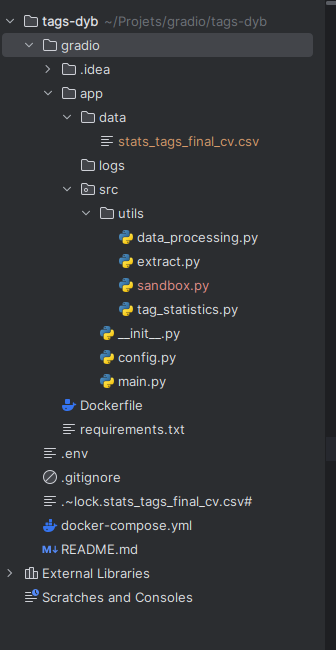 tags-dyb ~/Projets/gradio/tags-dyb
gradio
.idea
app
data
stats_tags_final_cv.csv
logs
src
utils
data_processing.py
extract.py
sandbox.py
tag_statistics.py
__init__.py
config.py
main.py
Dockerfile
requirements.txt
.env
.gitignore
.~lock.stats_tags_final_cv.csv#
docker-compose.yml
M↓ README.md
External Libraries
Scratches and Consoles